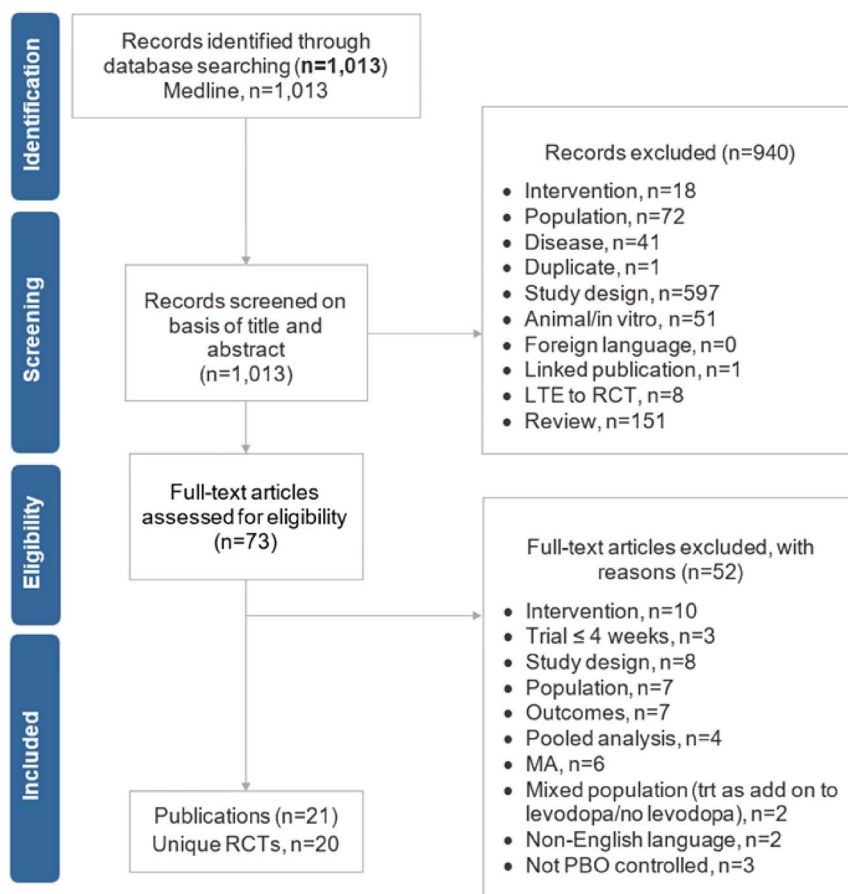 Identification
Records identified through
database searching (n=1,013)
Medline, n=1,013
Records excluded (n=940)
• Intervention, n=18
• Population, n=72
• Disease, n=41
• Duplicate, n=1
• Study design, n=597
• Animal/in vitro, n=51
• Foreign language, n=0
• Linked publication, n=1
• LTE to RCT, n=8
• Review, n=151
Screening
Records screened on
basis of title and
abstract
(n=1,013)
Eligibility
Full-text articles
assessed for eligibility
(n=73)
Full-text articles excluded, with
reasons (n=52)
• Intervention, n=10
• Trial ≤ 4 weeks, n=3
• Study design, n=8
• Population, n=7
• Outcomes, n=7
• Pooled analysis, n=4
• MA, n=6
• Mixed population (trt as add on to
levodopa/no levodopa), n=2
• Non-English language, n=2
• Not PBO controlled, n=3
Included
Publications (n=21)
Unique RCTs, n=20